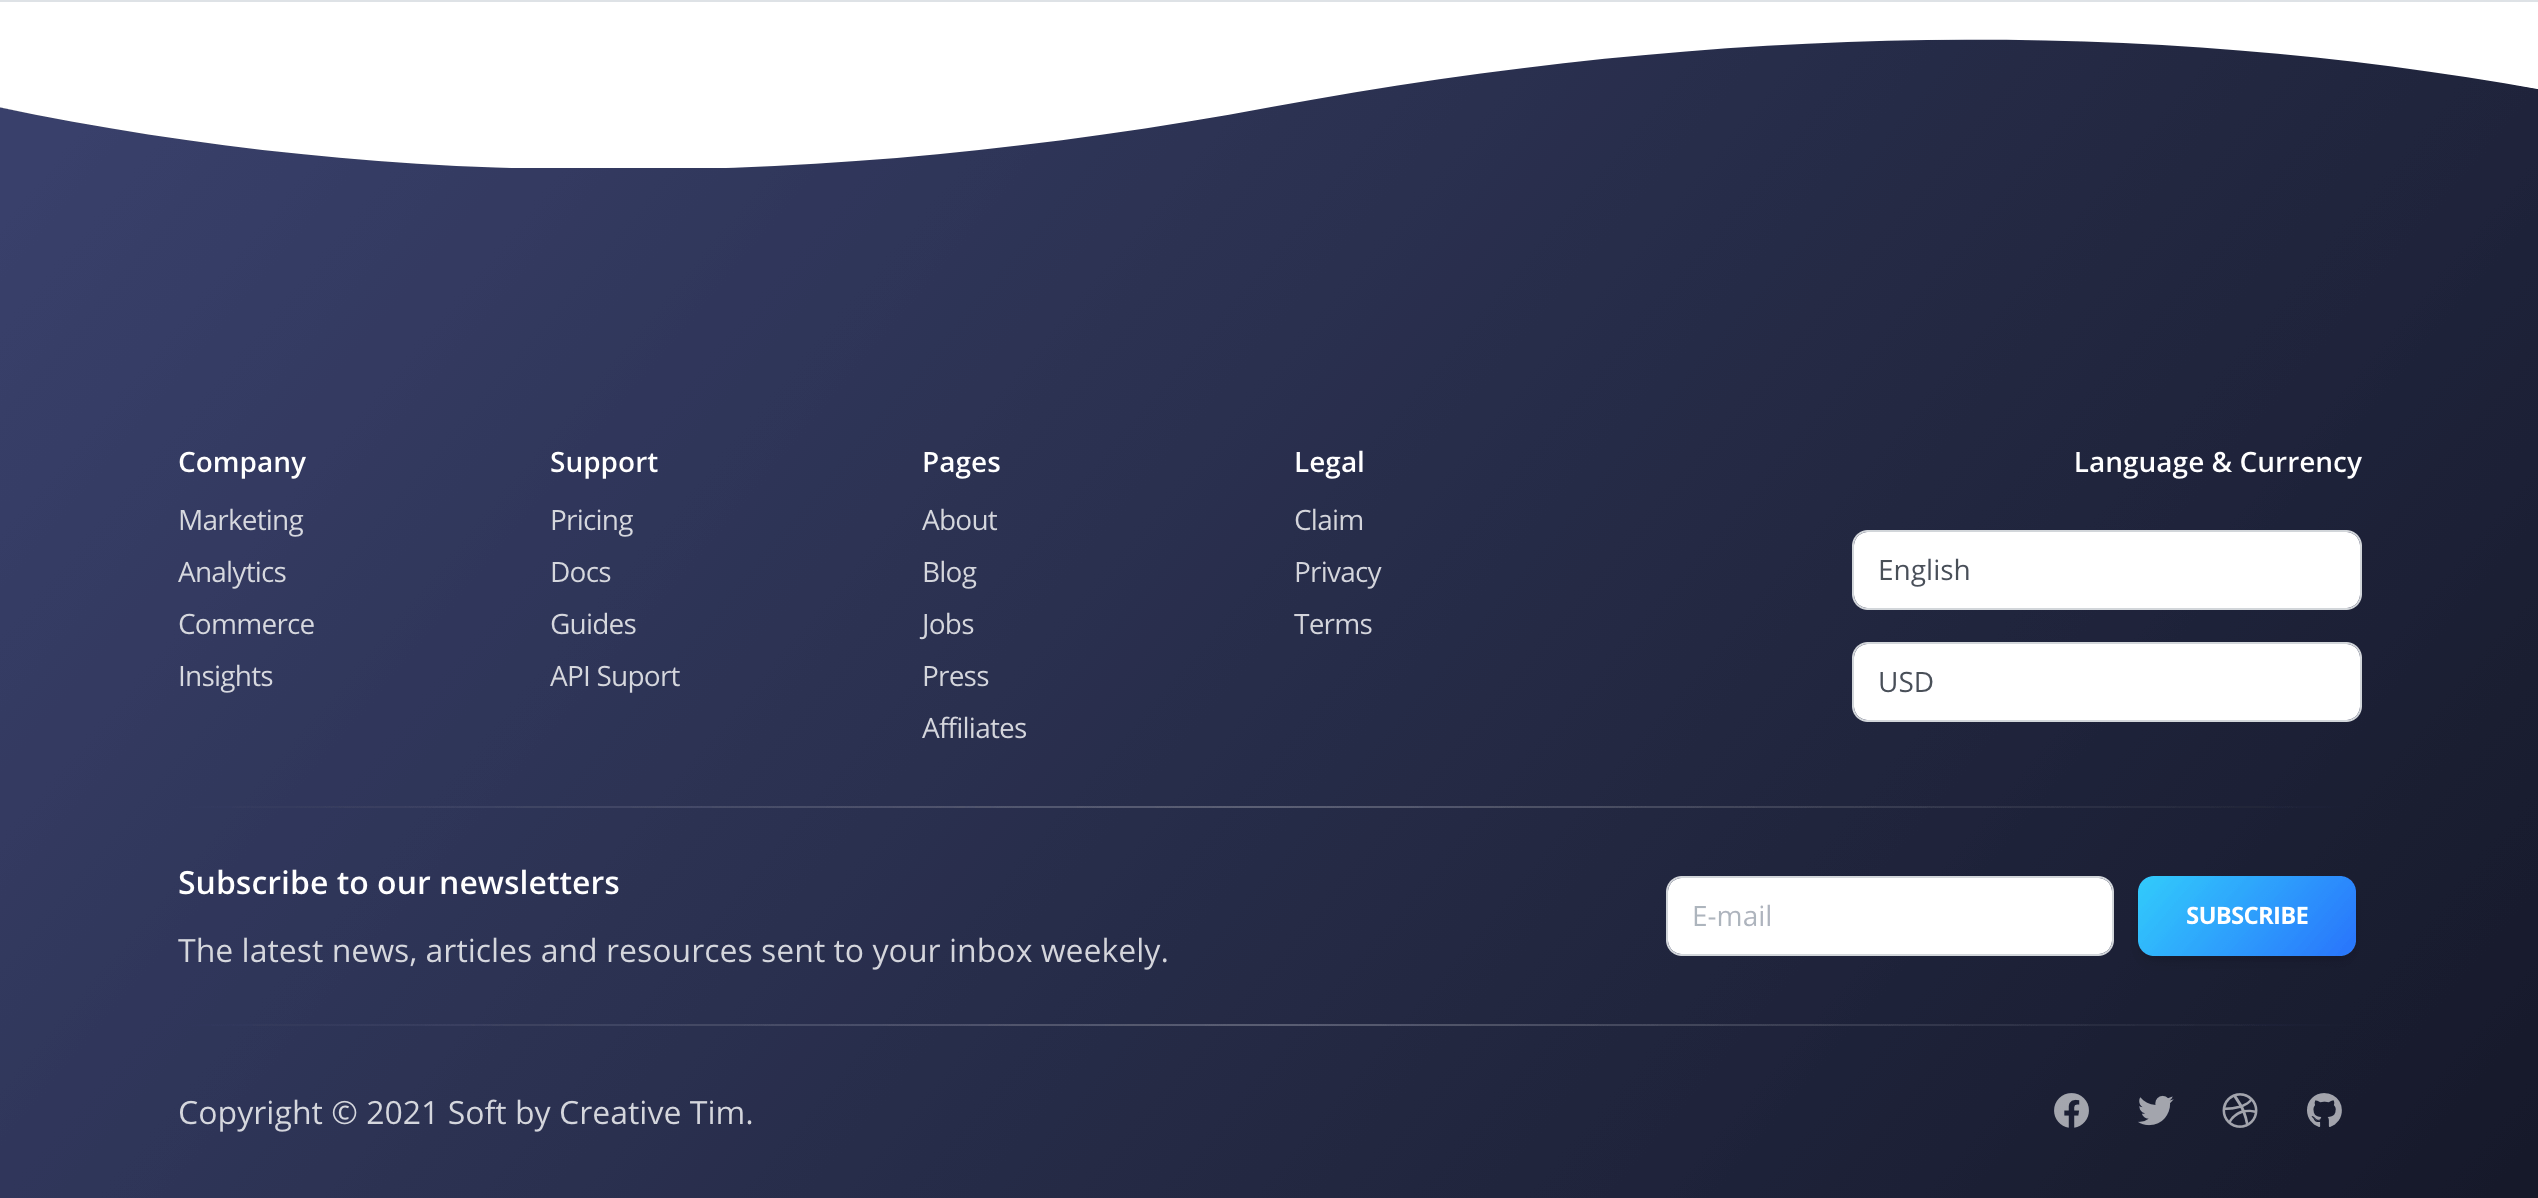 Company
Marketing
Analytics
Commerce
Insights
Support
Pricing
Docs
Guides
API Suport
Pages
About
Blog
Jobs
Press
Affiliates
Legal
Claim
Privacy
Terms
Language & Currency
English
USD
Subscribe to our newsletters
The latest news, articles and resources sent to your inbox weekely.
E-mail
SUBSCRIBE
Copyright © 2021 Soft by Creative Tim.